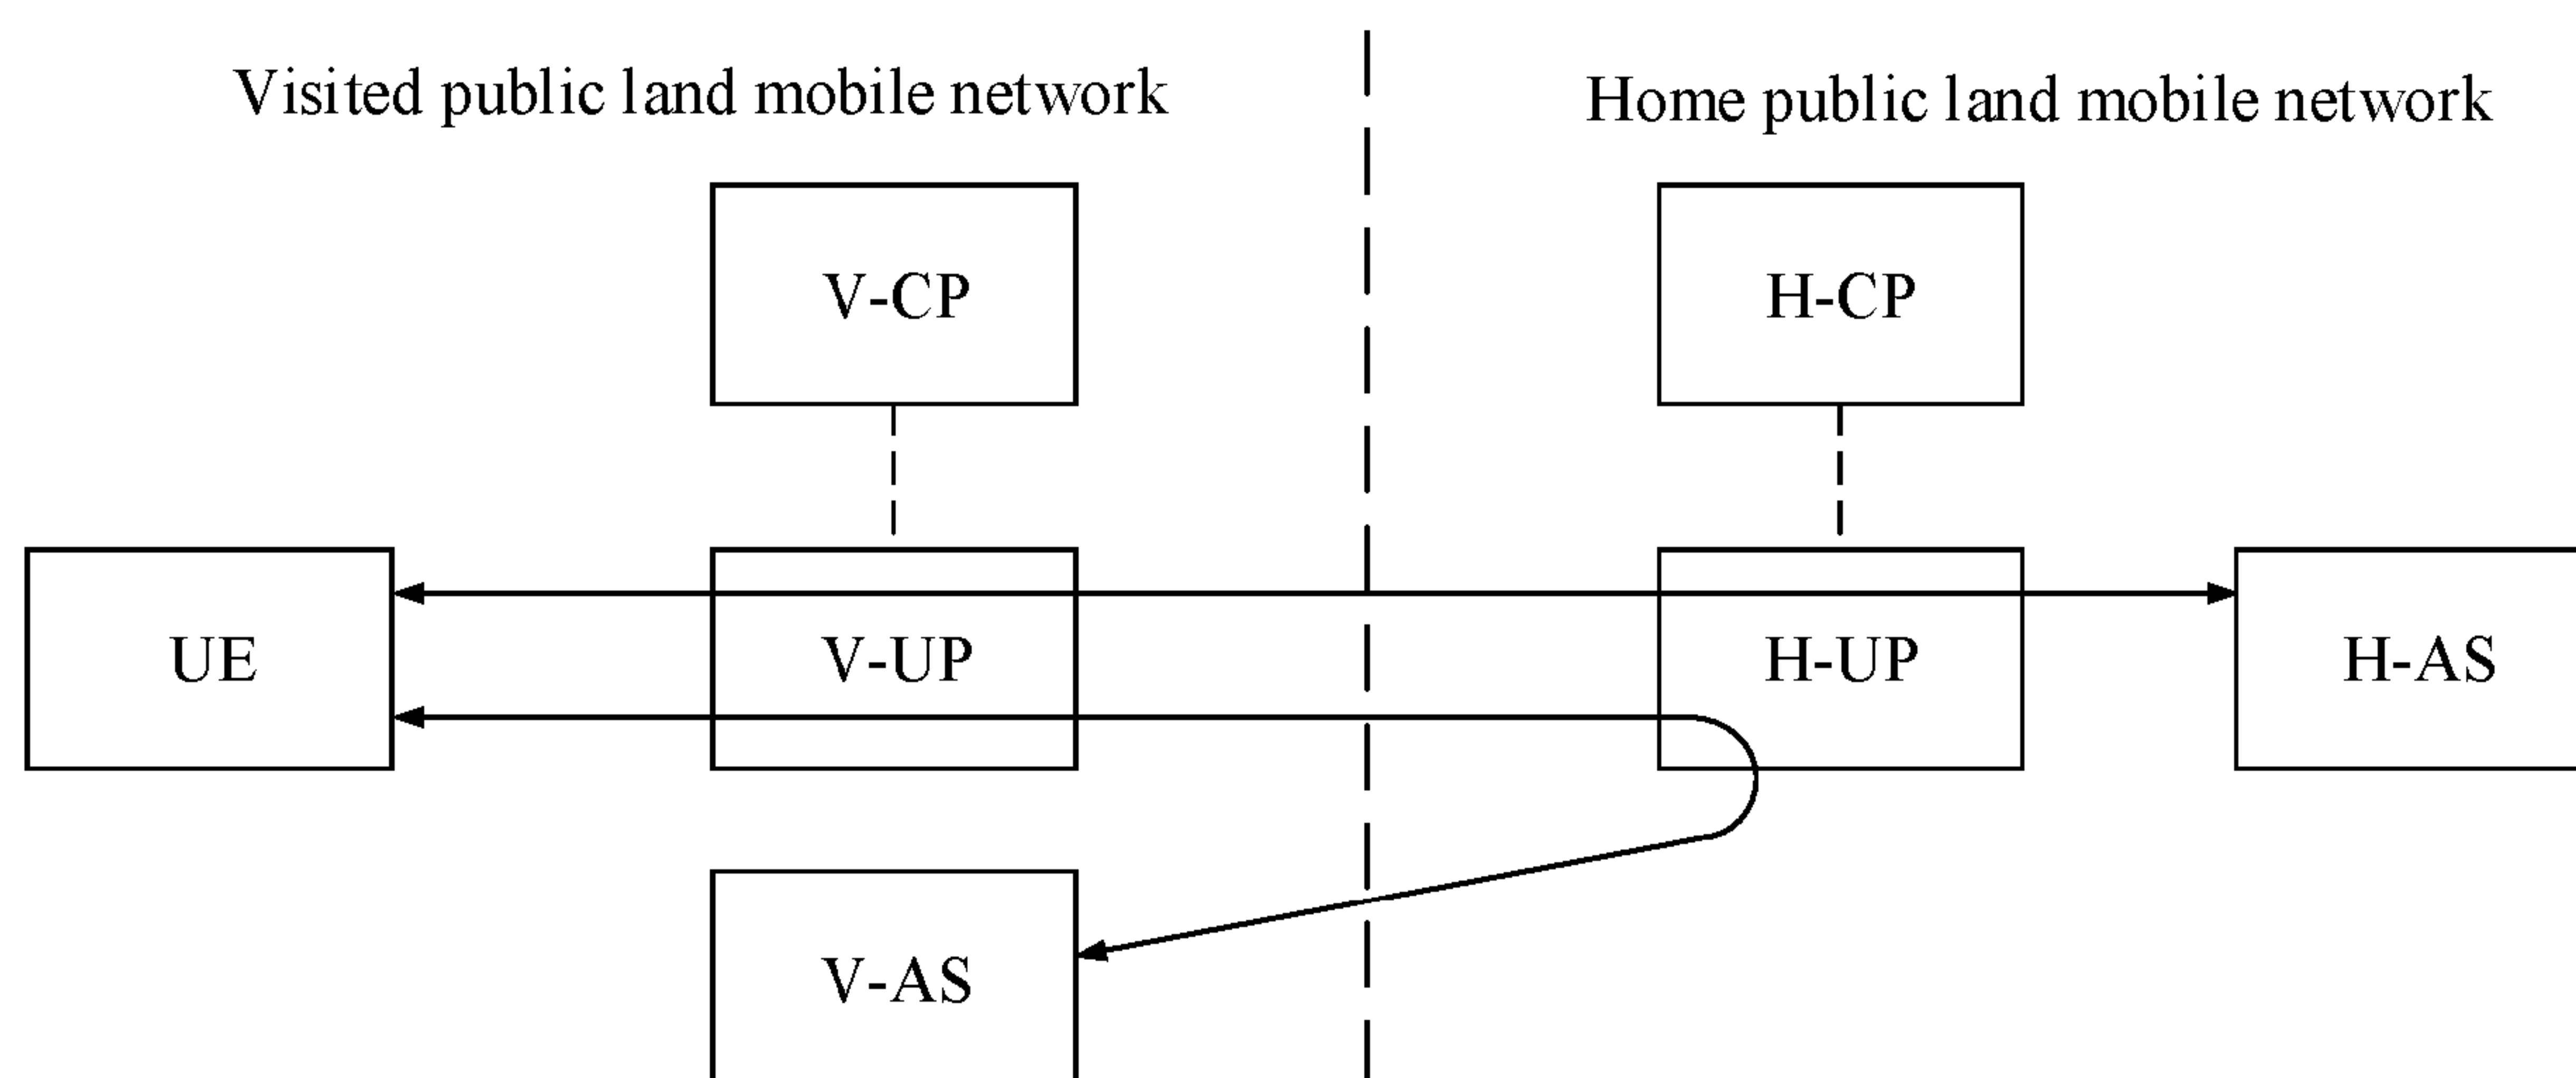 Visited public land mobile network
Home public land mobile network
V-CP
H-CP
UE
V-UP
H-UP
H-AS
V-AS